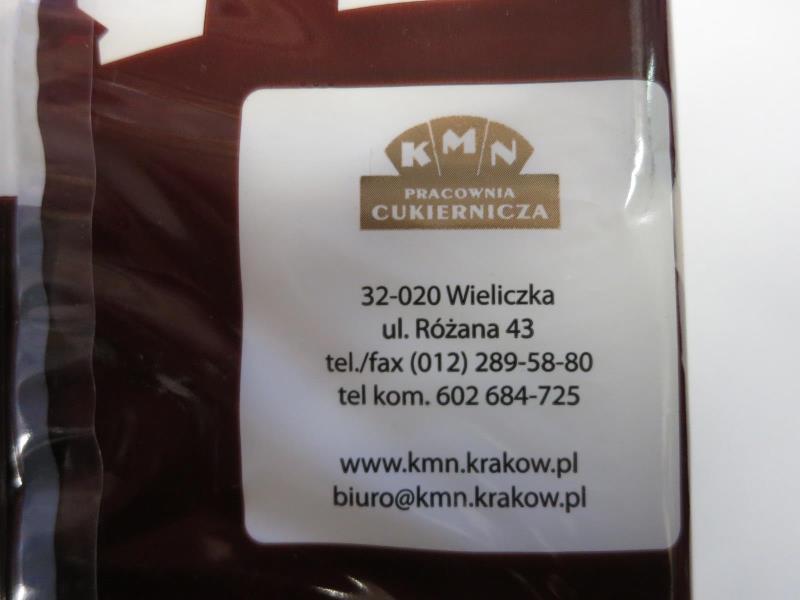 KMN
PRACOWNIA
CUKIERNICZA
32-020 Wieliczka
ul. Różana 43
tel./fax (012) 289-58-80
tel kom. 602 684-725
www.kmn.krakow.pl
biuro@kmn.krakow.pl